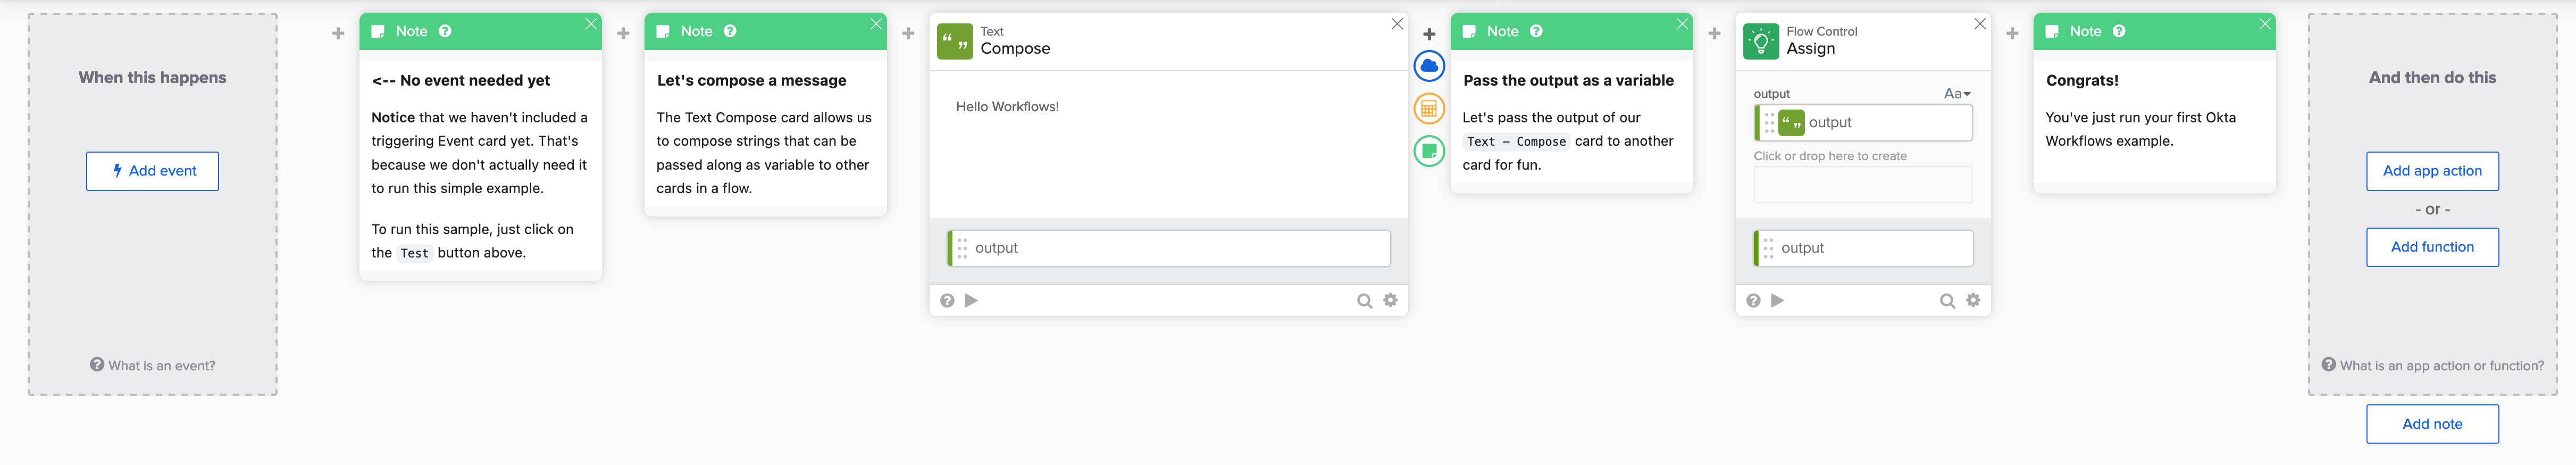 When this happens
Add event
What is an event?
Note
<-- No event needed yet
Notice that we haven't included a
triggering Event card yet. That's
because we don't actually need it
to run this simple example.
To run this sample, just click on
the Test button above.
Note
Let's compose a message
The Text Compose card allows us
to compose strings that can be
passed along as variable to other
cards in a flow.
Text
Compose
Hello Workflows!
output
Note
Pass the output as a variable
Let's pass the output of our
Text – Compose card to another
card for fun.
Flow Control
Assign
output Aa
“ ” output
Click or drop here to create
output
Note
Congrats!
You've just run your first Okta
Workflows example.
And then do this
Add app action
- or -
Add function
What is an app action or function?
Add note